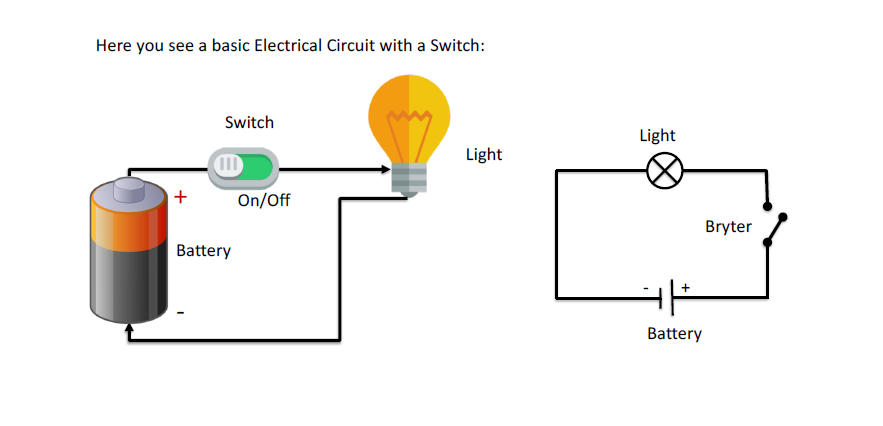 Here you see a basic Electrical Circuit with a Switch:
Switch
On/Off
Light
+
Battery
-
Light
Bryter
- +
Battery